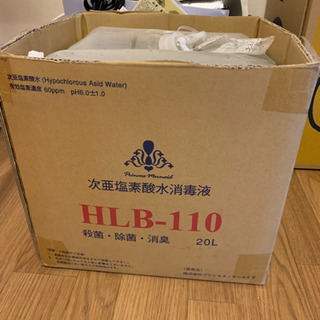 次亜塩素酸水 (Hypochlorous Asid Water)
有効塩素濃度 60ppm pH6.0±1.0
Princess Mermaid
次亜塩素酸水消毒液
HLB-110
殺菌・除菌・消臭 20L